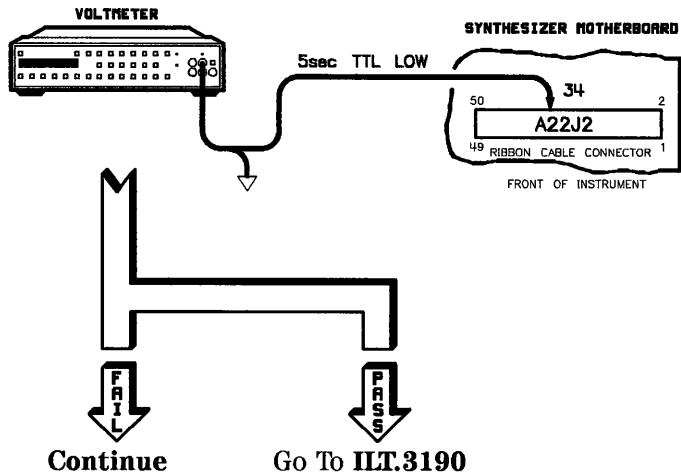 VOLTMETER
SYNTHESIZER MOTHERBOARD
5sec TTL LOW
34
50
2
A22J2
49
RIBBON CABLE CONNECTOR
1
FRONT OF INSTRUMENT
FAIL
PASS
Continue
Go To ILT.3190